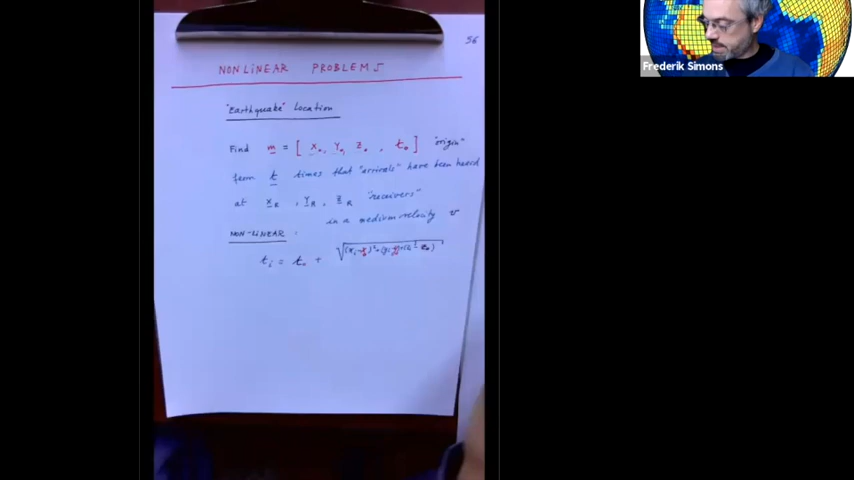 56
NONLINEAR PROBLEMS
"Earthquake" Location
Find m = [ x₀, y₀, z₀, t₀ ] "origin"
from t times that "arrivals" have been heard
at x_R, y_R, z_R "receivers"
in a medium velocity v
NON-LINEAR :
t_i = t₀ +
Frederik Simons